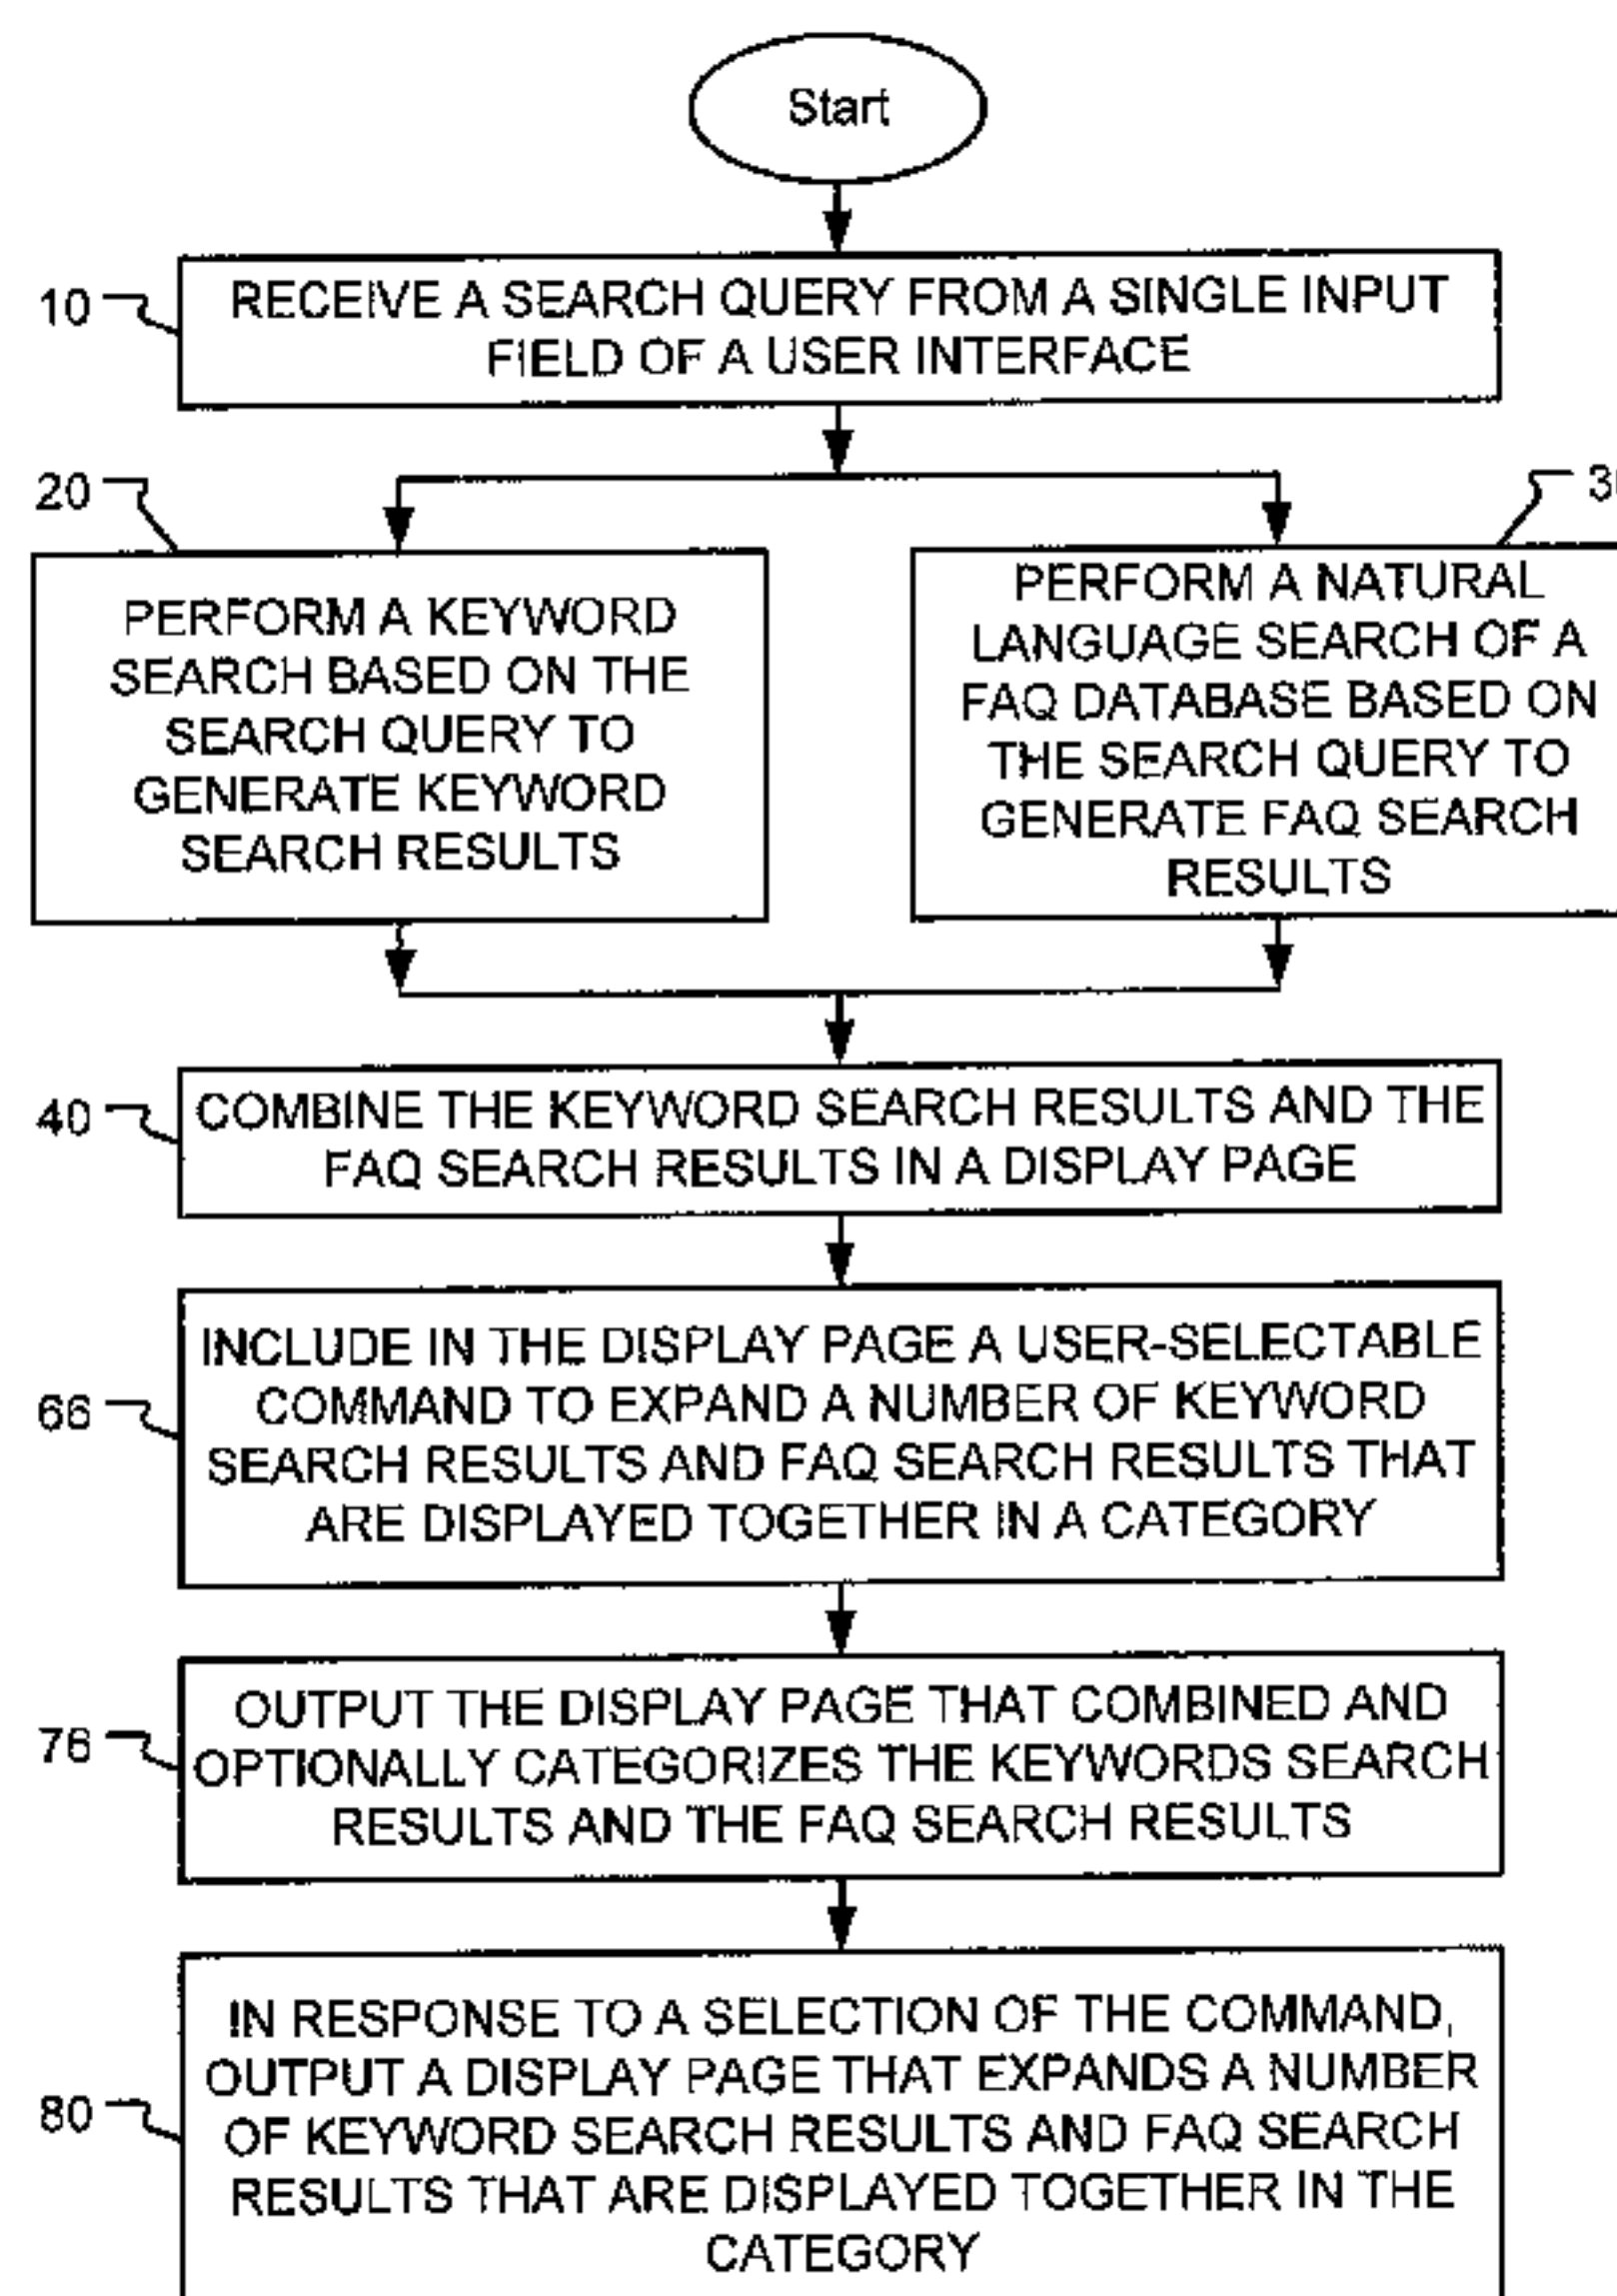 Start
10
RECEIVE A SEARCH QUERY FROM A SINGLE INPUT
FIELD OF A USER INTERFACE
20
PERFORM A KEYWORD
SEARCH BASED ON THE
SEARCH QUERY TO
GENERATE KEYWORD
SEARCH RESULTS
PERFORM A NATURAL
LANGUAGE SEARCH OF A
FAQ DATABASE BASED ON
THE SEARCH QUERY TO
GENERATE FAQ SEARCH
RESULTS
40
COMBINE THE KEYWORD SEARCH RESULTS AND THE
FAQ SEARCH RESULTS IN A DISPLAY PAGE
66
INCLUDE IN THE DISPLAY PAGE A USER-SELECTABLE
COMMAND TO EXPAND A NUMBER OF KEYWORD
SEARCH RESULTS AND FAQ SEARCH RESULTS THAT
ARE DISPLAYED TOGETHER IN A CATEGORY
76
OUTPUT THE DISPLAY PAGE THAT COMBINED AND
OPTIONALLY CATEGORIZES THE KEYWORDS SEARCH
RESULTS AND THE FAQ SEARCH RESULTS
80
IN RESPONSE TO A SELECTION OF THE COMMAND,
OUTPUT A DISPLAY PAGE THAT EXPANDS A NUMBER
OF KEYWORD SEARCH RESULTS AND FAQ SEARCH
RESULTS THAT ARE DISPLAYED TOGETHER IN THE
CATEGORY